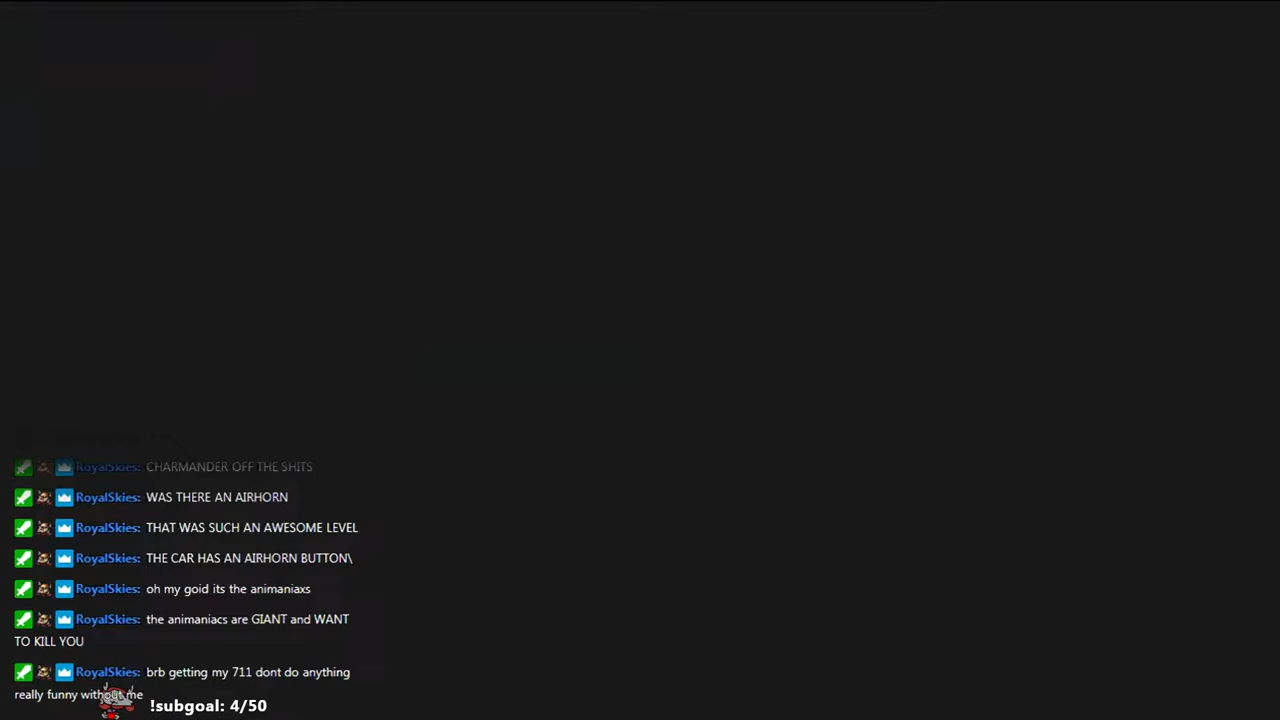 RoyalSkies: CHARMANDER OFF THE SHITS
RoyalSkies: WAS THERE AN AIRHORN
RoyalSkies: THAT WAS SUCH AN AWESOME LEVEL
RoyalSkies: THE CAR HAS AN AIRHORN BUTTON\
RoyalSkies: oh my goid its the animaniaxs
RoyalSkies: the animaniacs are GIANT and WANT
TO KILL YOU
RoyalSkies: brb getting my 711 dont do anything
really funny without me
!subgoal: 4/50